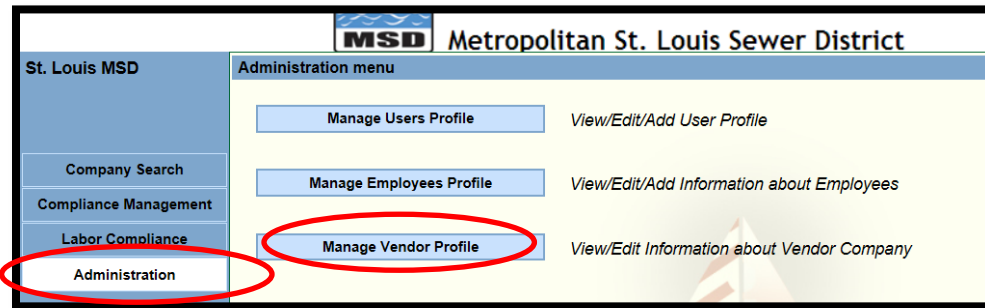 MSD Metropolitan St. Louis Sewer District
St. Louis MSD
Administration menu
Manage Users Profile
View/Edit/Add User Profile
Company Search
Manage Employees Profile
View/Edit/Add Information about Employees
Compliance Management
Labor Compliance
Manage Vendor Profile
View/Edit Information about Vendor Company
Administration